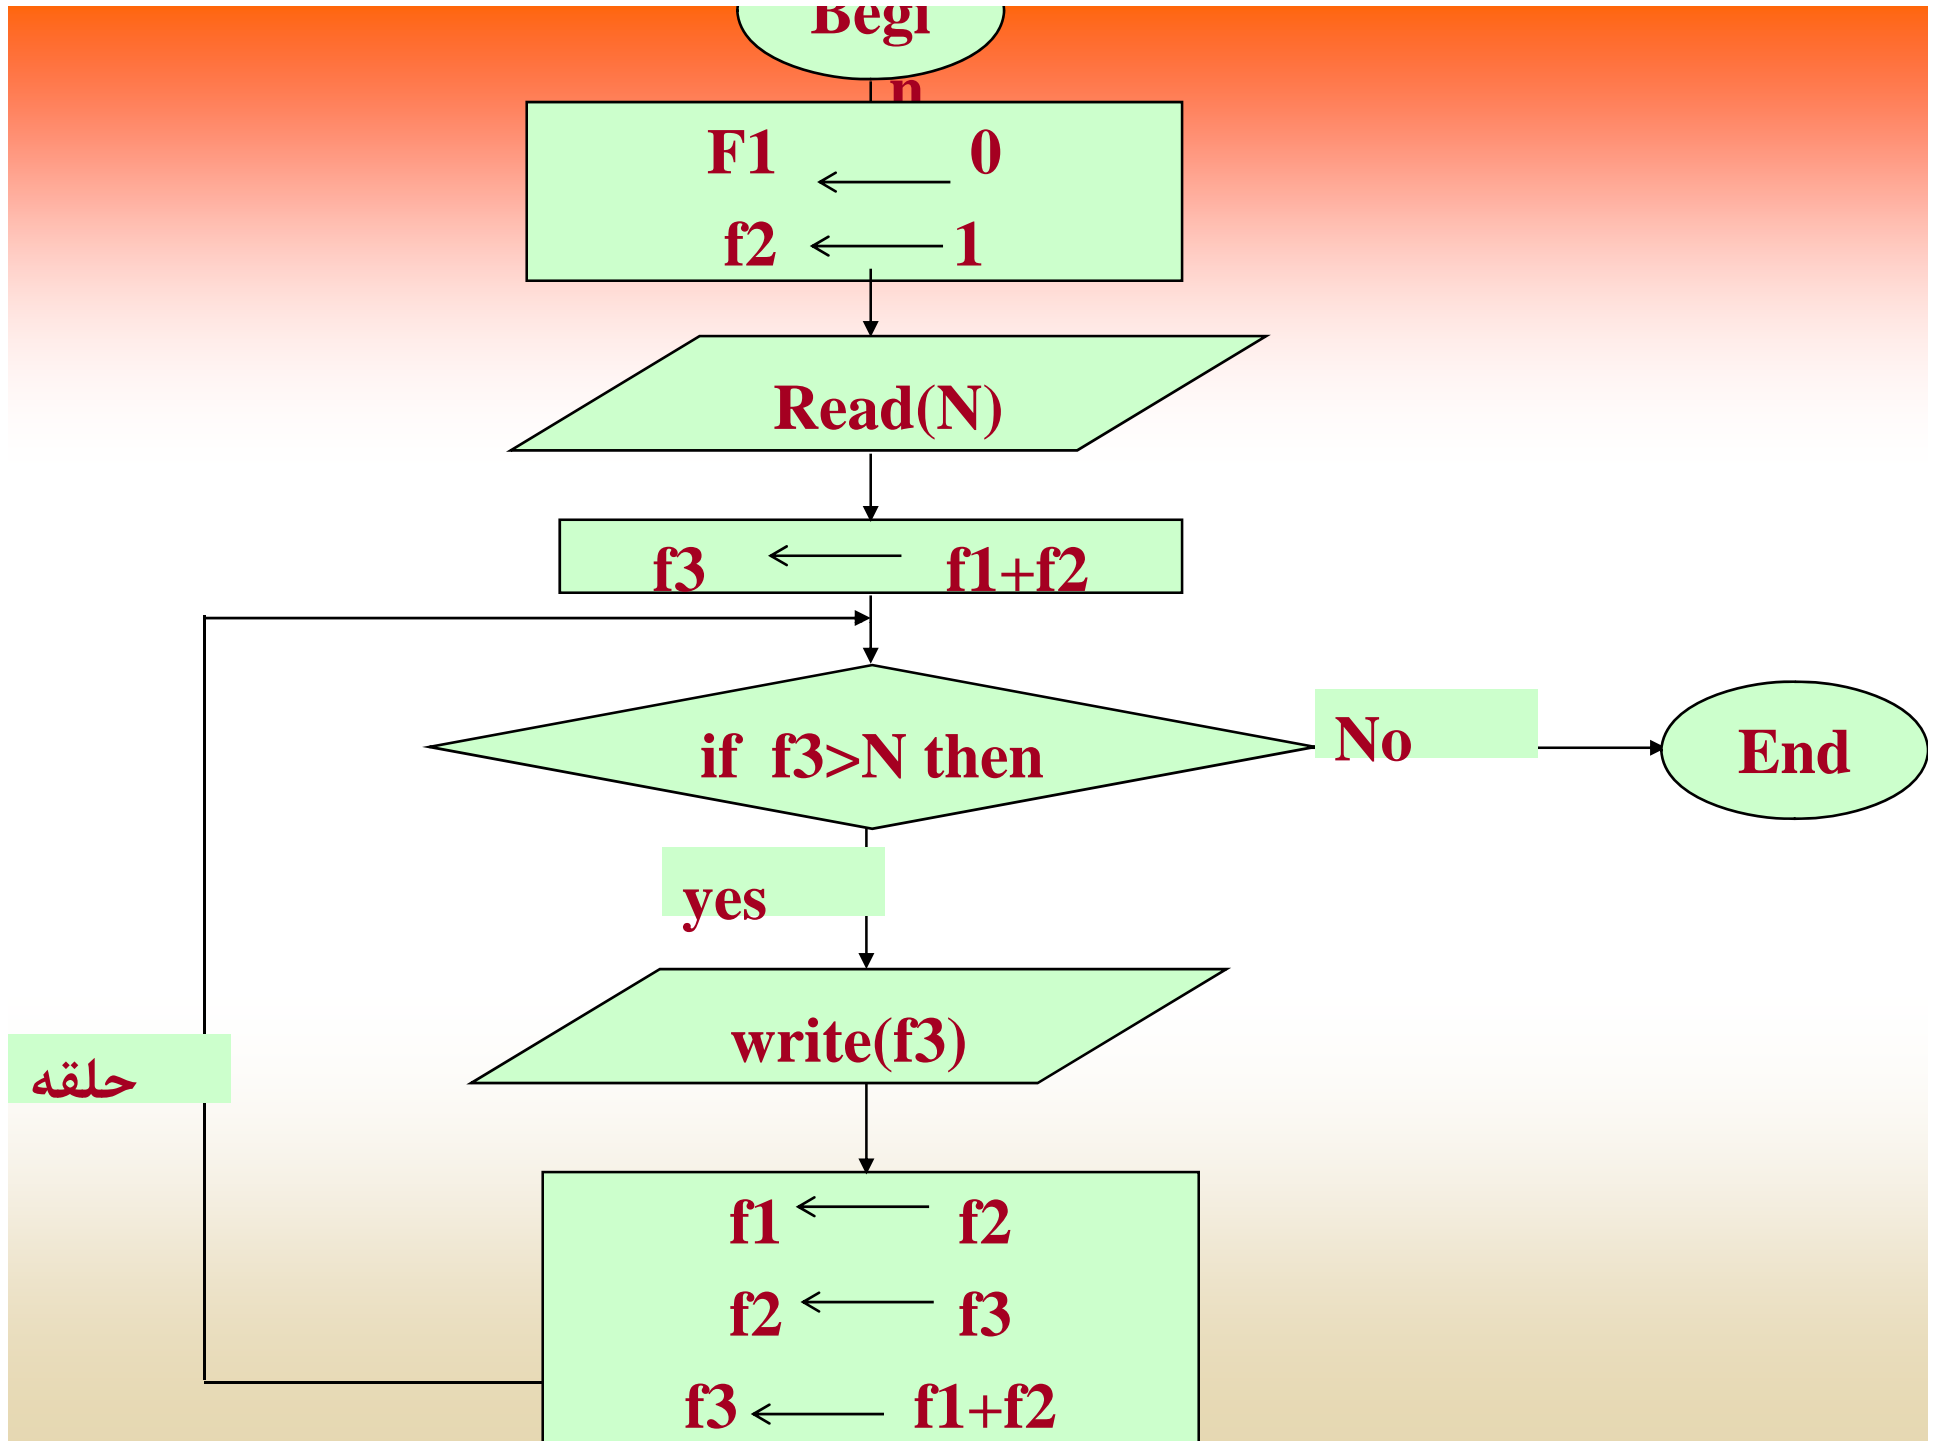 Begi
n
F1 0
f2 1
Read(N)
f3 f1+f2
if f3>N then
No
End
yes
write(f3)
حلقه
f1 f2
f2 f3
f3 f1+f2